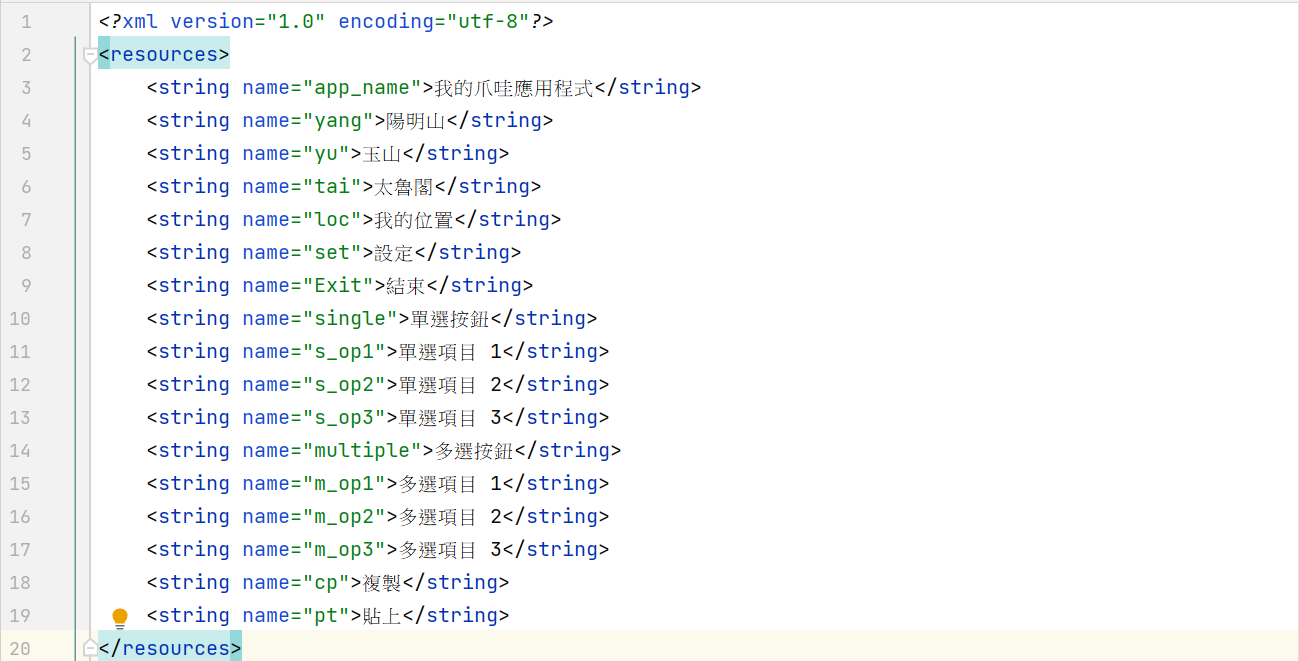 1 <?xml version="1.0" encoding="utf-8"?>
2 <resources>
3 <string name="app_name">我的爪哇應用程式</string>
4 <string name="yang">陽明山</string>
5 <string name="yu">玉山</string>
6 <string name="tai">太魯閣</string>
7 <string name="loc">我的位置</string>
8 <string name="set">設定</string>
9 <string name="Exit">結束</string>
10 <string name="single">單選按鈕</string>
11 <string name="s_op1">單選項目 1</string>
12 <string name="s_op2">單選項目 2</string>
13 <string name="s_op3">單選項目 3</string>
14 <string name="multiple">多選按鈕</string>
15 <string name="m_op1">多選項目 1</string>
16 <string name="m_op2">多選項目 2</string>
17 <string name="m_op3">多選項目 3</string>
18 <string name="cp">複製</string>
19 <string name="pt">貼上</string>
20 </resources>